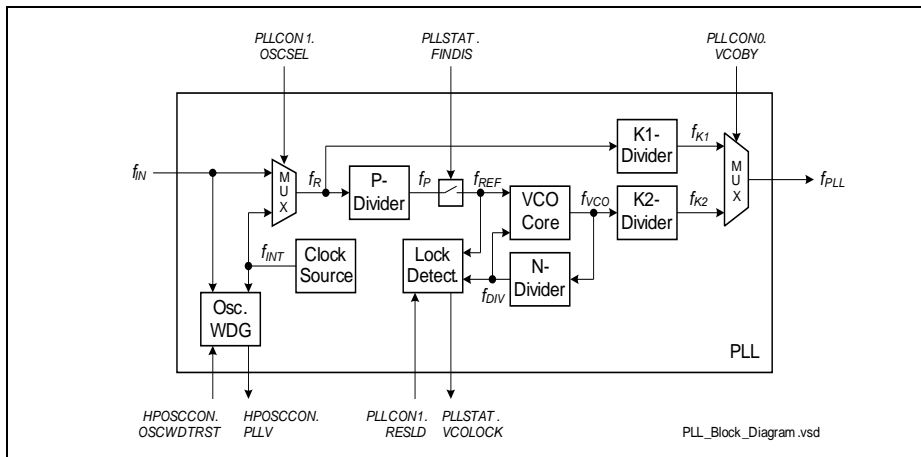 PLLCON1.
OSCSEL
PLLSTAT.
FINDIS
PLLCON0.
VCOBY
fIN
MUX
fR
P-
Divider
fP
fREF
VCO
Core
fVCO
K1-
Divider
fK1
K2-
Divider
fK2
MUX
fPLL
fINT
Clock
Source
Lock
Detect.
fDIV
N-
Divider
Osc.
WDG
PLL
HPOSCCON.
OSCWDTRST
HPOSCCON.
PLLV
PLLCON1.
RESLD
PLLSTAT.
VCOLOCK
PLL_Block_Diagram.vsd